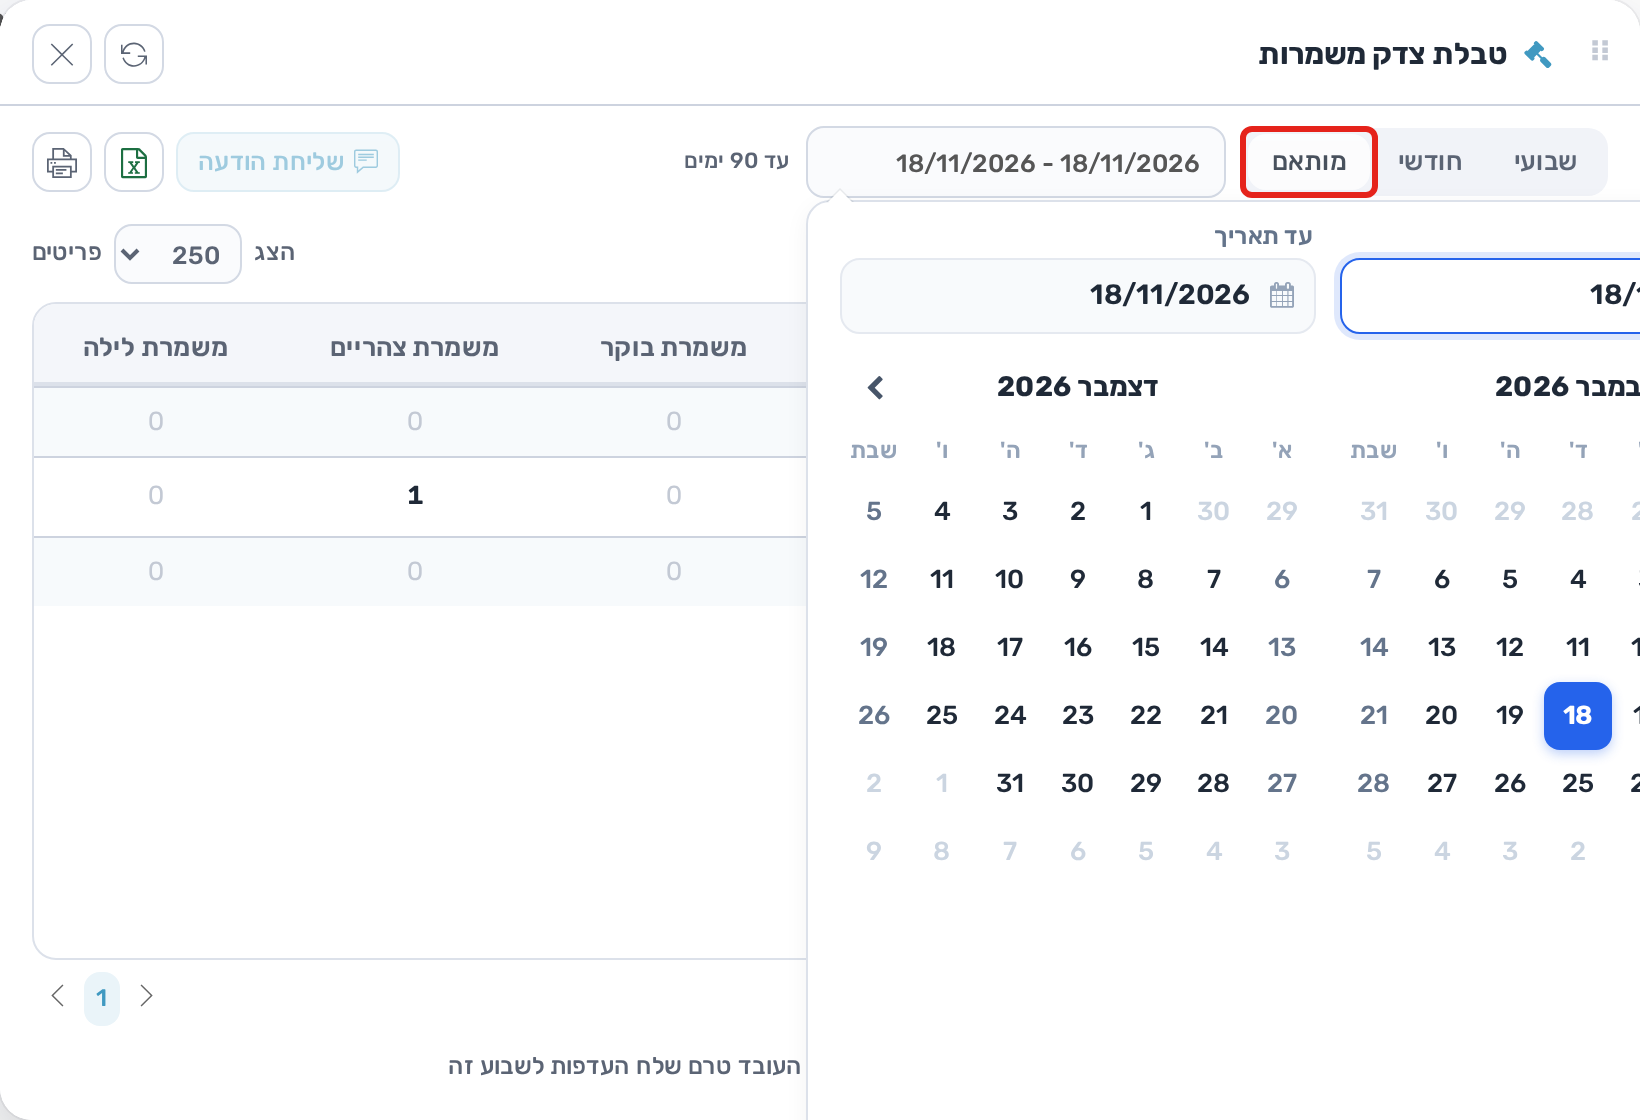 טבלת צדק משמרות
שבועי חודשי מותאם 18/11/2026 - 18/11/2026 עד 90 ימים שליחת הודעה
הצג 250 פריטים
עד תאריך
18/11/2026
דצמבר 2026
ד' ה' ו' שבת א' ב' ג' ד' ה' ו' שבת
28 29 30 31 29 30 1 2 3 4 5
4 5 6 7 6 7 8 9 10 11 12
11 12 13 14 13 14 15 16 17 18 19
18 19 20 21 20 21 22 23 24 25 26
25 26 27 28 27 28 29 30 31 1 2
2 3 4 5 3 4 5 6 7 8 9
משמרת בוקר משמרת צהריים משמרת לילה
0 0 0
0 1 0
0 0 0
1
העובד טרם שלח העדפות לשבוע זה